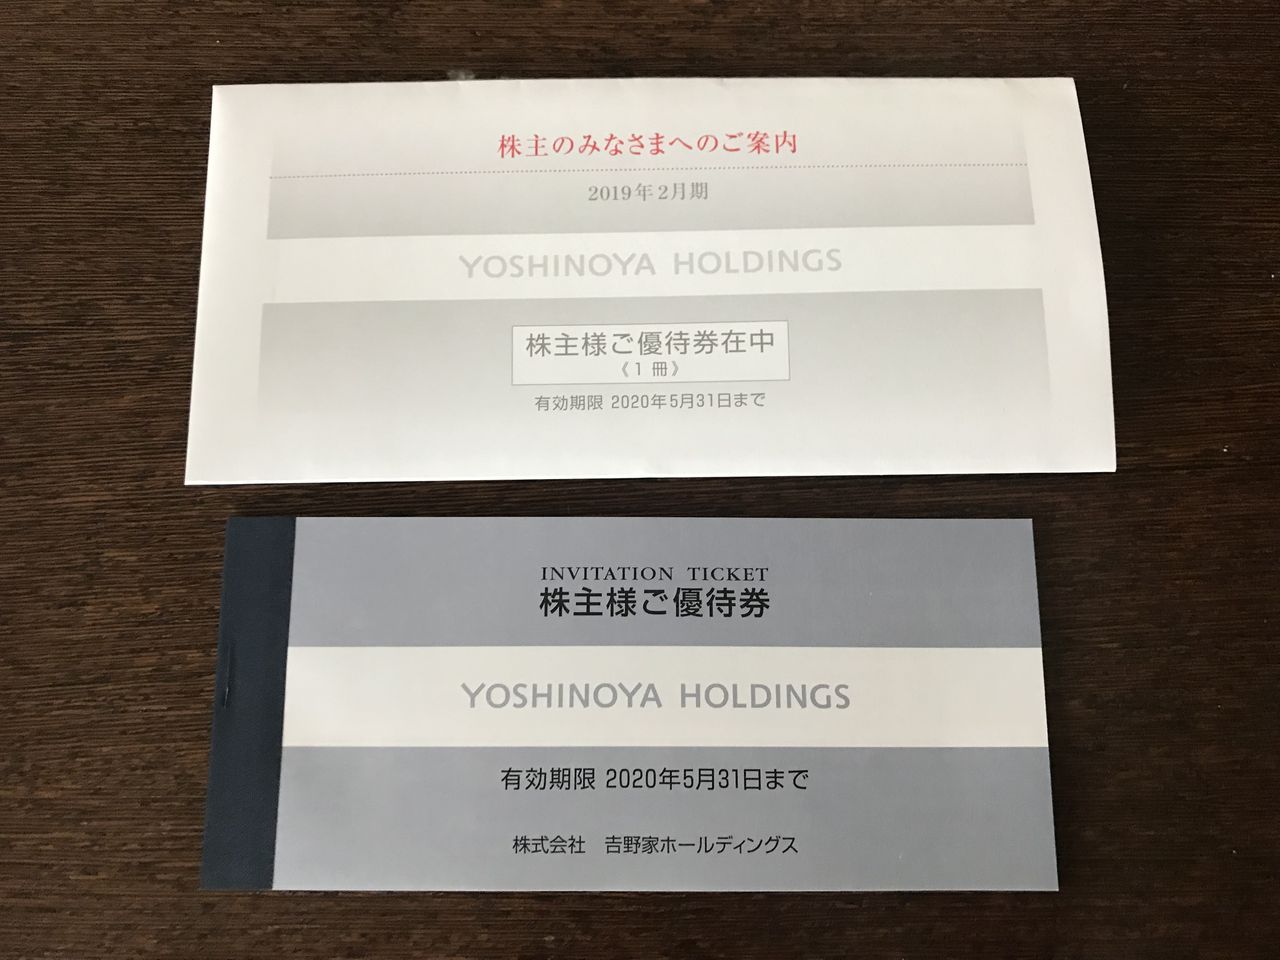 株主のみなさまへのご案内
2019年2月期
YOSHINOYA HOLDINGS
株主様ご優待券在中
《1 冊》
有効期限 2020年5月31日まで
INVITATION TICKET
株主様ご優待券
YOSHINOYA HOLDINGS
有効期限 2020年5月31日まで
株式会社 𠮷野家ホールディングス